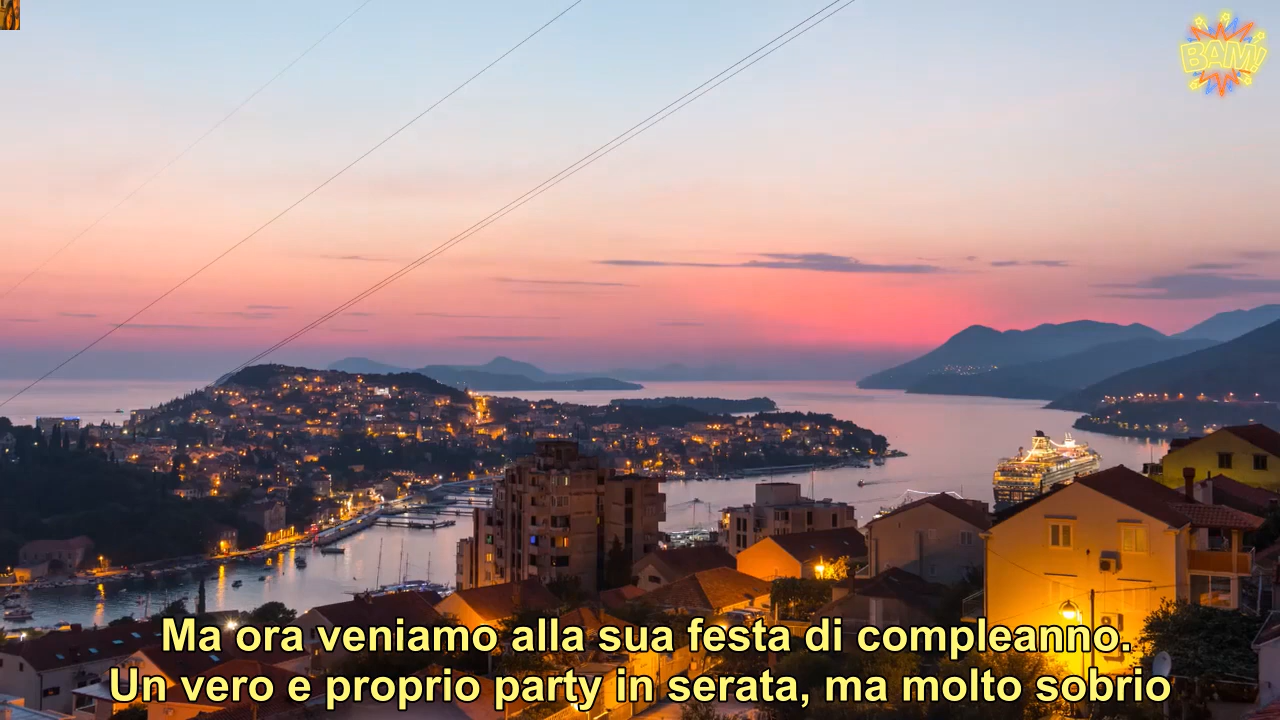 BAM!
Ma ora veniamo alla sua festa di compleanno.
Un vero e proprio party in serata, ma molto sobrio